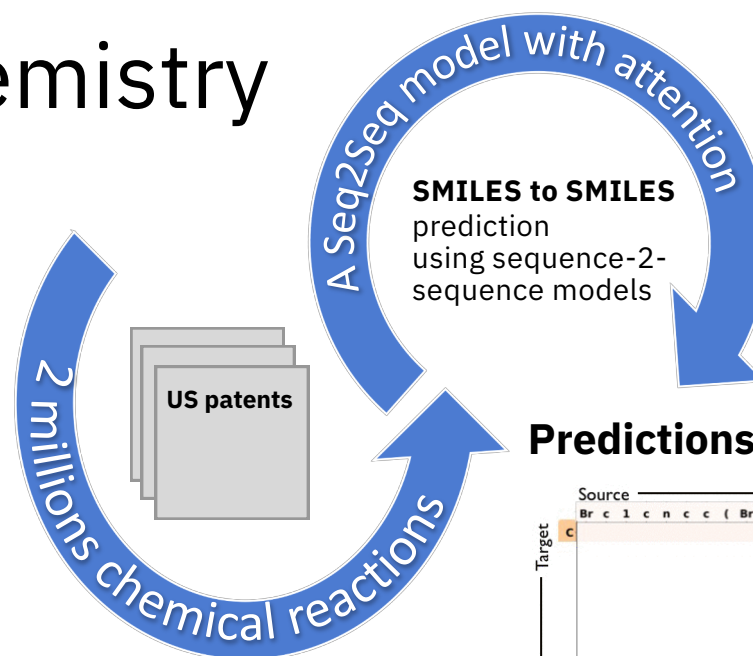 emistry
A Seq2Seq model with attention
SMILES to SMILES
prediction
using sequence-2-
sequence models
US patents
2 millions chemical reactions
Predictions
Source
Br c 1 c n c c ( Br
Target
c